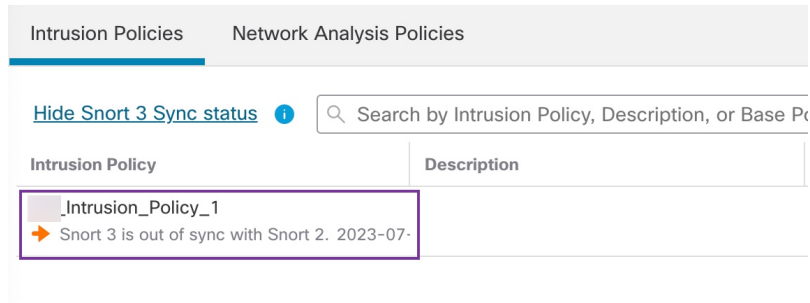 Intrusion Policies Network Analysis Policies
Hide Snort 3 Sync status Search by Intrusion Policy, Description, or Base
Intrusion Policy Description
_Intrusion_Policy_1
Snort 3 is out of sync with Snort 2. 2023-07-